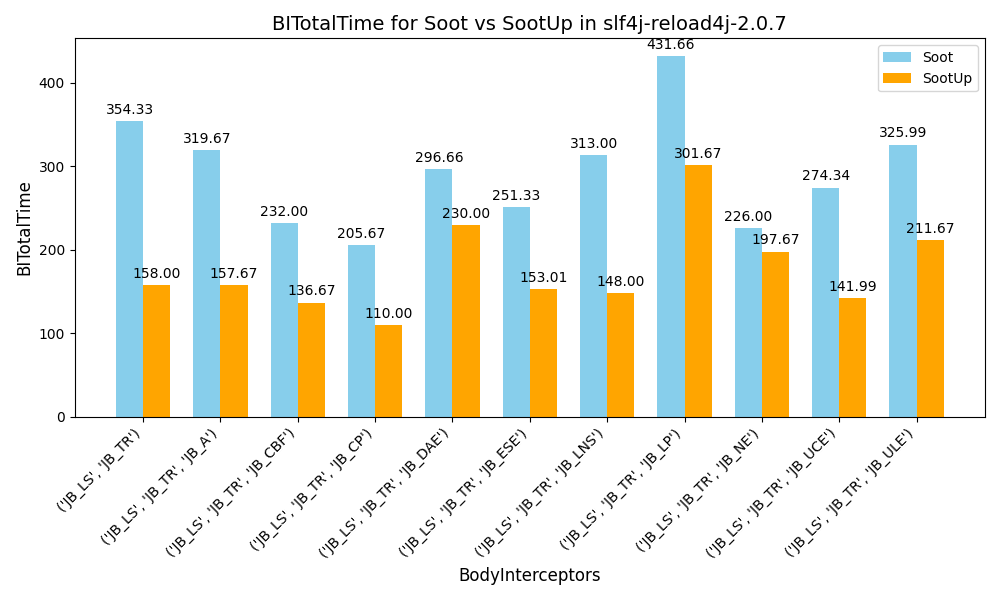 BITotalTime for Soot vs SootUp in slf4j-reload4j-2.0.7
Soot
SootUp
BITotalTime
400
300
200
100
0
354.33
158.00
319.67
157.67
232.00
136.67
205.67
110.00
296.66
230.00
251.33
153.01
313.00
148.00
431.66
301.67
226.00
197.67
274.34
141.99
325.99
211.67
('JB_LS', 'JB_TR')
('JB_LS', 'JB_TR', 'JB_A')
('JB_LS', 'JB_TR', 'JB_CBF')
('JB_LS', 'JB_TR', 'JB_CP')
('JB_LS', 'JB_TR', 'JB_DAE')
('JB_LS', 'JB_TR', 'JB_ESE')
('JB_LS', 'JB_TR', 'JB_LNS')
('JB_LS', 'JB_TR', 'JB_LP')
('JB_LS', 'JB_TR', 'JB_NE')
('JB_LS', 'JB_TR', 'JB_UCE')
('JB_LS', 'JB_TR', 'JB_ULE')
BodyInterceptors